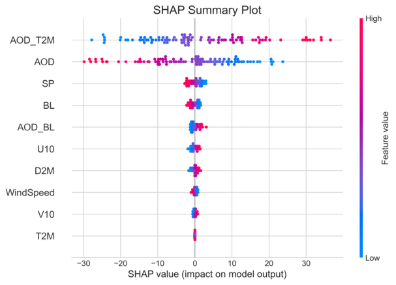 SHAP Summary Plot
High
AOD_T2M
AOD
SP
BL
AOD_BL
U10
D2M
WindSpeed
V10
T2M
Feature value
Low
−30 −20 −10 0 10 20 30
SHAP value (impact on model output)